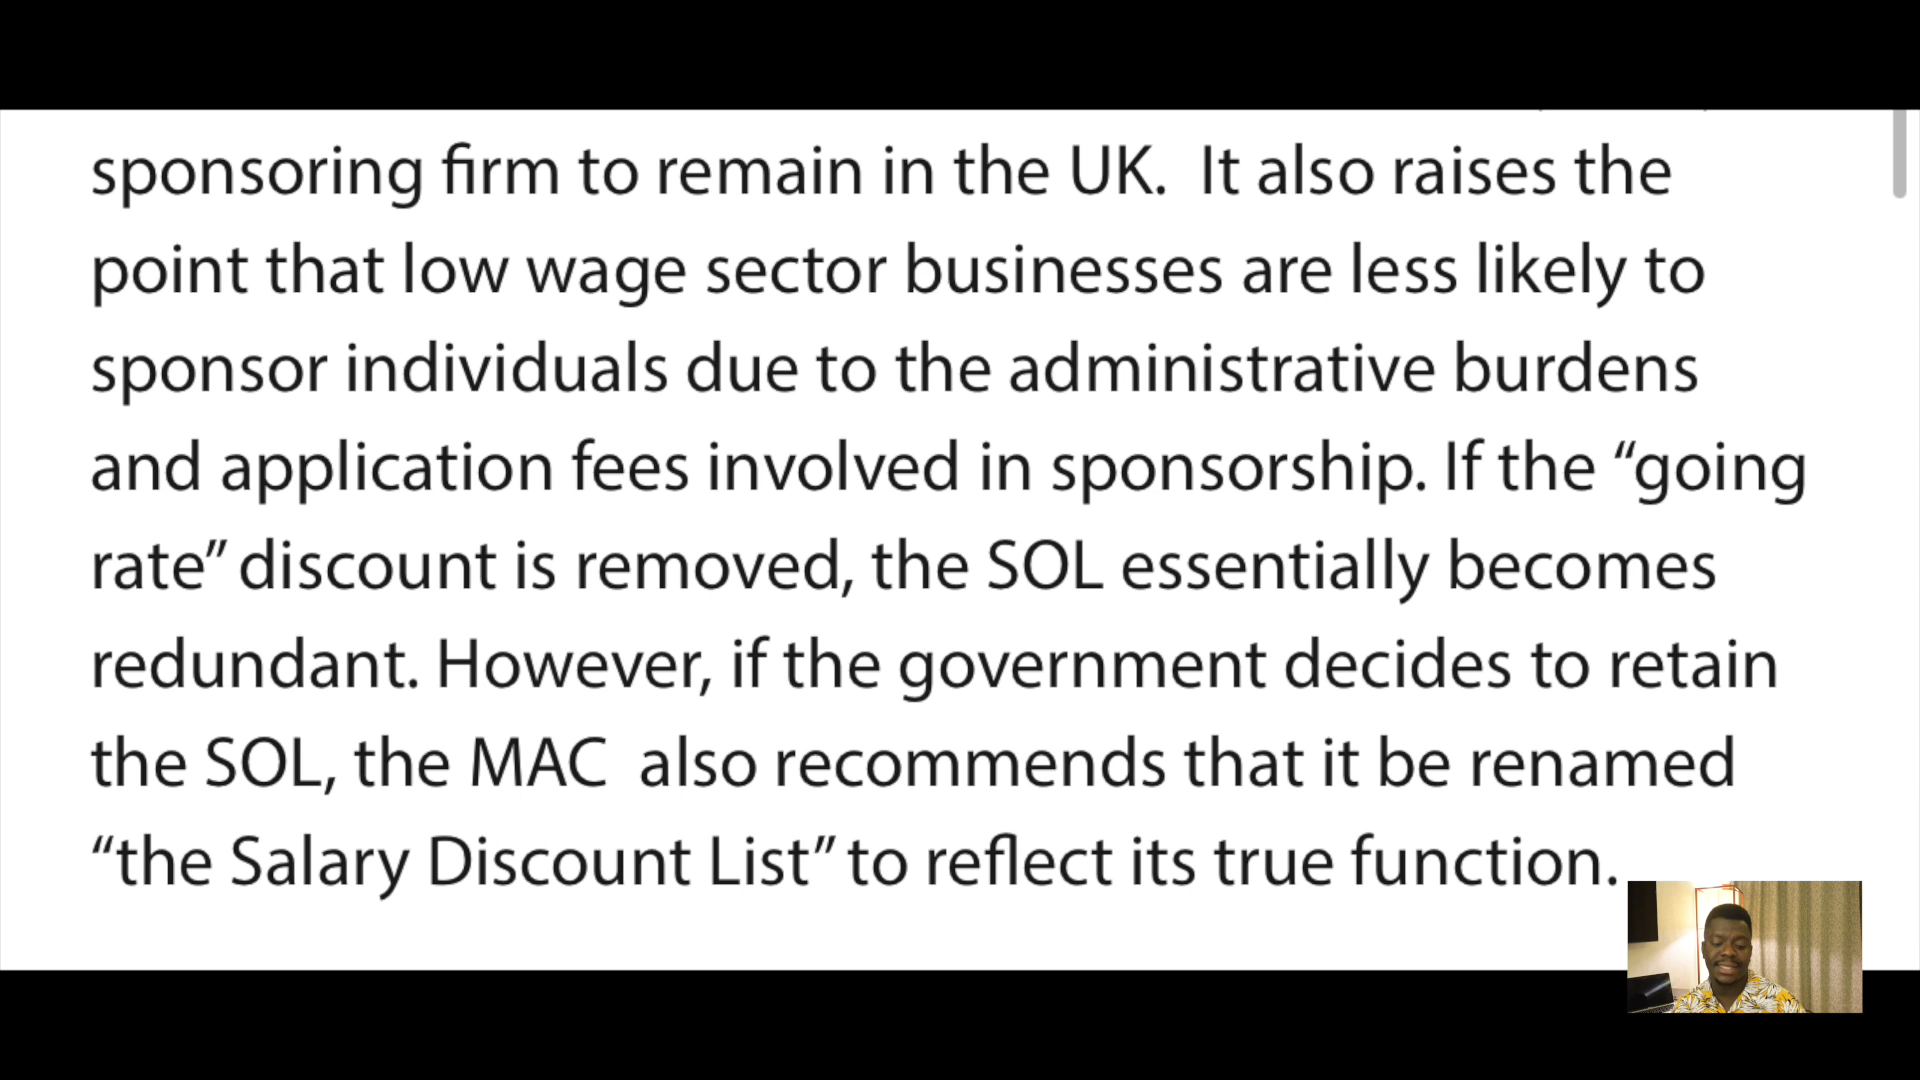 sponsoring firm to remain in the UK.  It also raises the
point that low wage sector businesses are less likely to
sponsor individuals due to the administrative burdens
and application fees involved in sponsorship. If the “going
rate” discount is removed, the SOL essentially becomes
redundant. However, if the government decides to retain
the SOL, the MAC  also recommends that it be renamed
“the Salary Discount List” to reflect its true function.